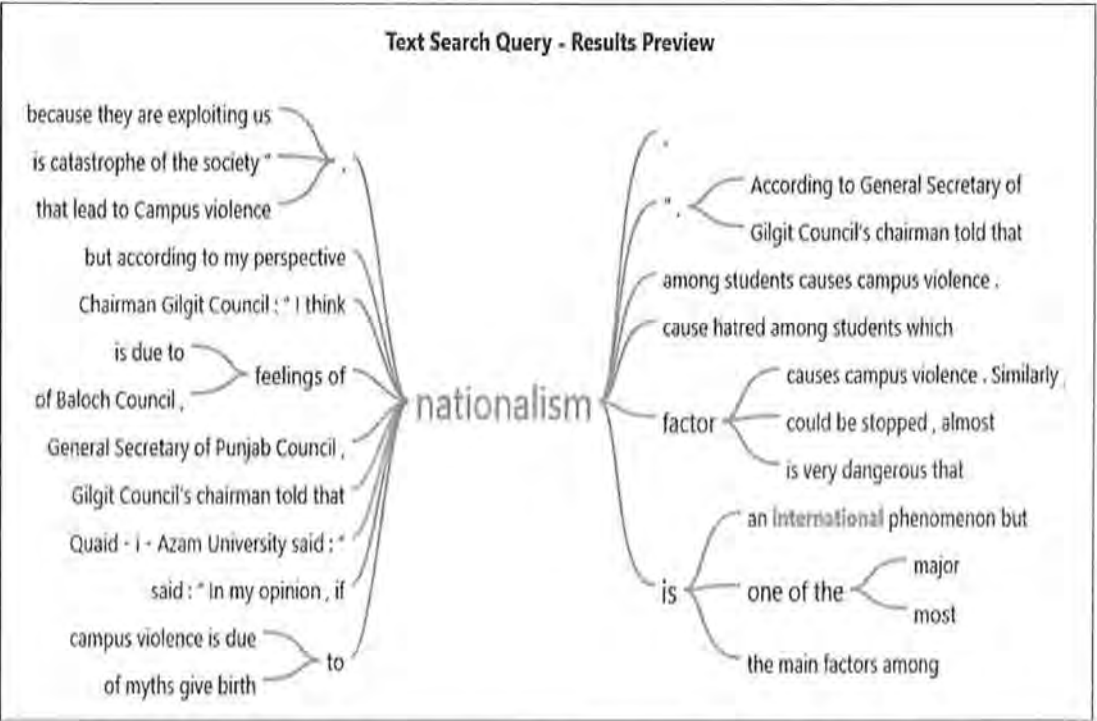 Text Search Query - Results Preview
because they are exploiting us
is catastrophe of the society "
that lead to Campus violence
,
but according to my perspective
Chairman Gilgit Council : " I think
is due to
of Baloch Council ,
feelings of
General Secretary of Punjab Council ,
Gilgit Council's chairman told that
Quaid - i - Azam University said : "
said : " In my opinion , if
campus violence is due
of myths give birth
to
nationalism
,
" ,
According to General Secretary of
Gilgit Council's chairman told that
among students causes campus violence .
cause hatred among students which
factor
causes campus violence . Similarly ,
could be stopped , almost
is very dangerous that
is
an International phenomenon but
one of the
major
most
the main factors among